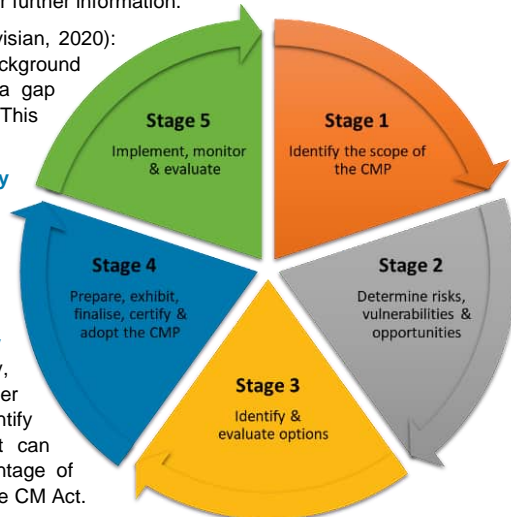 r further information.
visian, 2020):
ackground
a gap
This
y
y,
er
ntify
t can
ntage of
e CM Act.
Stage 1
Identify the scope of
the CMP
Stage 2
Determine risks,
vulnerabilities &
opportunities
Stage 3
Identify &
evaluate options
Stage 4
Prepare, exhibit,
finalise, certify &
adopt the CMP
Stage 5
Implement, monitor
& evaluate